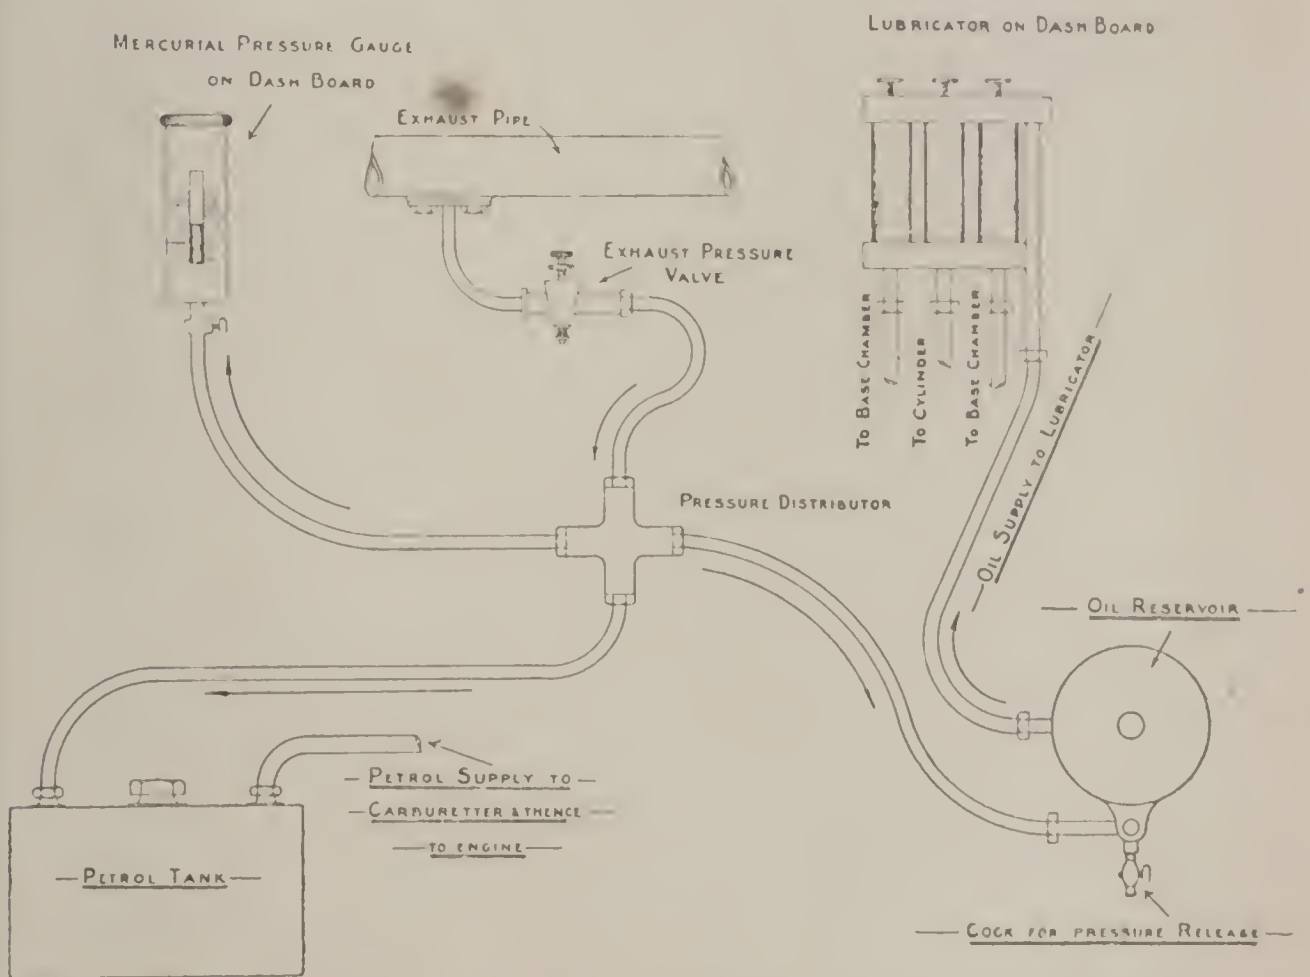 MERCURIAL PRESSURE GAUGE
ON DASH BOARD
LUBRICATOR ON DASH BOARD
EXHAUST PIPE
EXHAUST PRESSURE
VALVE
TO BASE CHAMBER
TO CYLINDER
TO BASE CHAMBER
OIL SUPPLY TO LUBRICATOR
PRESSURE DISTRIBUTOR
OIL RESERVOIR
PETROL SUPPLY TO
CARBURETTER & THENCE
TO ENGINE
PETROL TANK
COCK FOR PRESSURE RELEASE